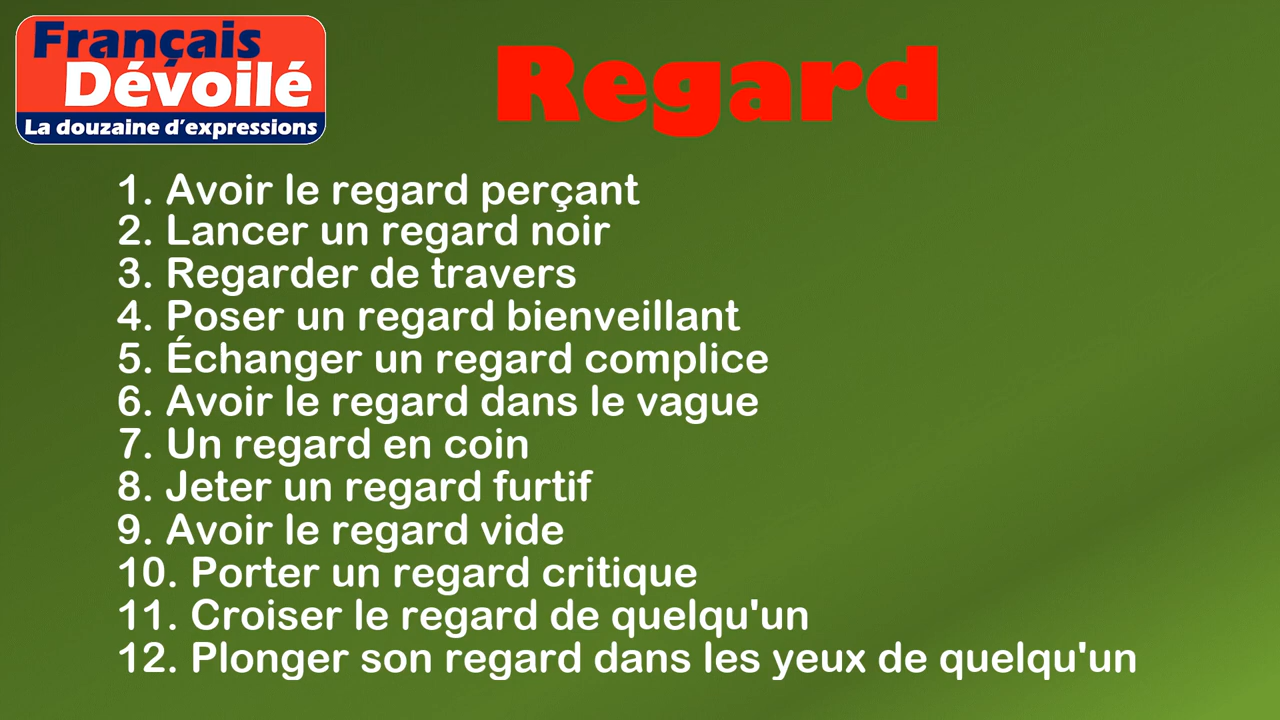 Français
Dévoilé
La douzaine d'expressions
Regard
1. Avoir le regard perçant
2. Lancer un regard noir
3. Regarder de travers
4. Poser un regard bienveillant
5. Échanger un regard complice
6. Avoir le regard dans le vague
7. Un regard en coin
8. Jeter un regard furtif
9. Avoir le regard vide
10. Porter un regard critique
11. Croiser le regard de quelqu'un
12. Plonger son regard dans les yeux de quelqu'un